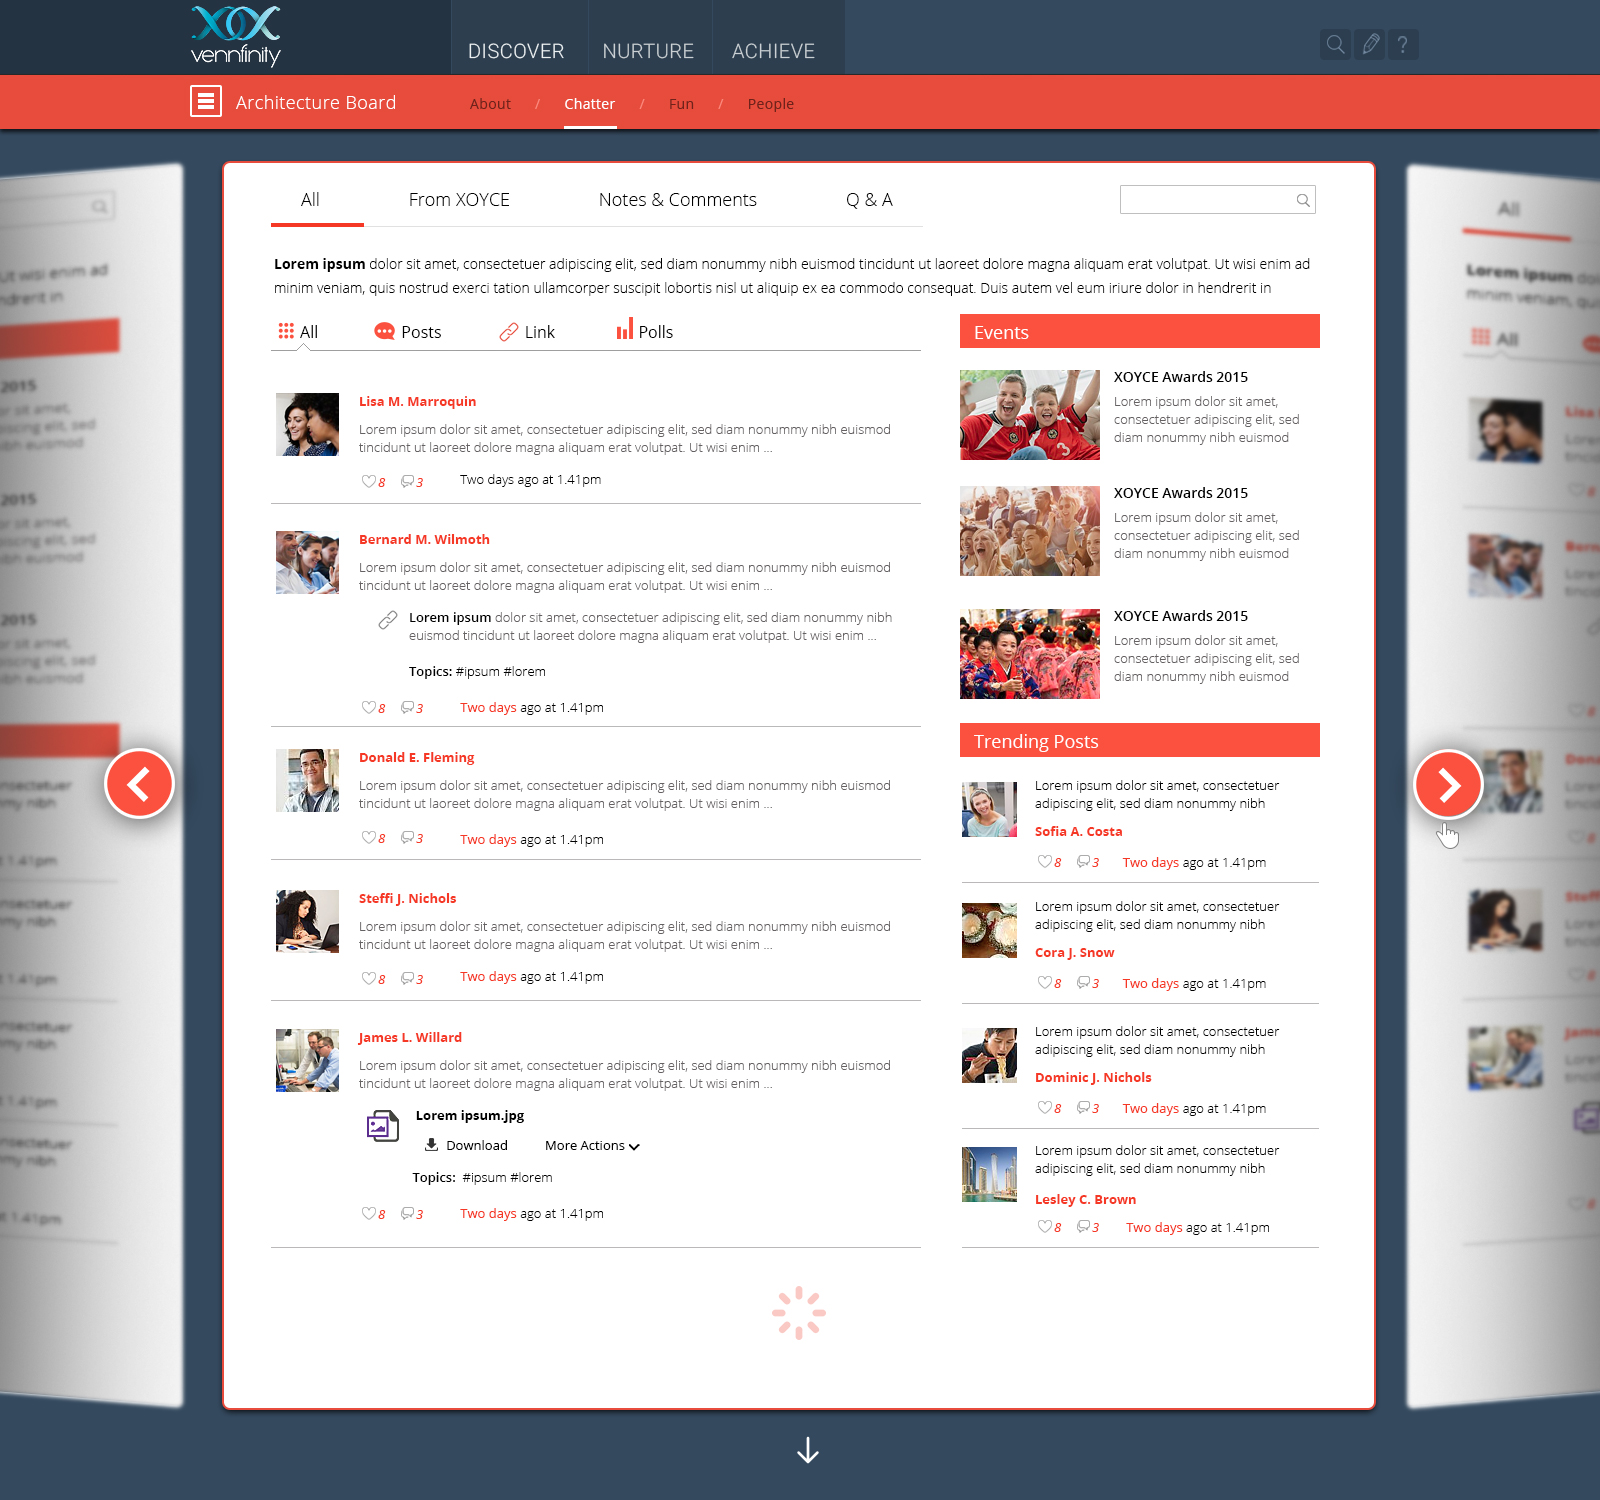 XOX
vennfinity
DISCOVER
NURTURE
ACHIEVE
?
Architecture Board
About / Chatter / Fun / People
All
From XOYCE
Notes & Comments
Q & A
Lorem ipsum dolor sit amet, consectetuer adipiscing elit, sed diam nonummy nibh euismod tincidunt ut laoreet dolore magna aliquam erat volutpat. Ut wisi enim ad
minim veniam, quis nostrud exerci tation ullamcorper suscipit lobortis nisl ut aliquip ex ea commodo consequat. Duis autem vel eum iriure dolor in hendrerit in
All
Posts
Link
Polls
Lisa M. Marroquin
Lorem ipsum dolor sit amet, consectetuer adipiscing elit, sed diam nonummy nibh euismod
tincidunt ut laoreet dolore magna aliquam erat volutpat. Ut wisi enim ...
8 3 Two days ago at 1.41pm
Bernard M. Wilmoth
Lorem ipsum dolor sit amet, consectetuer adipiscing elit, sed diam nonummy nibh euismod
tincidunt ut laoreet dolore magna aliquam erat volutpat. Ut wisi enim ...
Lorem ipsum dolor sit amet, consectetuer adipiscing elit, sed diam nonummy nibh
euismod tincidunt ut laoreet dolore magna aliquam erat volutpat. Ut wisi enim ...
Topics: #ipsum #lorem
8 3 Two days ago at 1.41pm
Donald E. Fleming
Lorem ipsum dolor sit amet, consectetuer adipiscing elit, sed diam nonummy nibh euismod
tincidunt ut laoreet dolore magna aliquam erat volutpat. Ut wisi enim ...
8 3 Two days ago at 1.41pm
Steffi J. Nichols
Lorem ipsum dolor sit amet, consectetuer adipiscing elit, sed diam nonummy nibh euismod
tincidunt ut laoreet dolore magna aliquam erat volutpat. Ut wisi enim ...
8 3 Two days ago at 1.41pm
James L. Willard
Lorem ipsum dolor sit amet, consectetuer adipiscing elit, sed diam nonummy nibh euismod
tincidunt ut laoreet dolore magna aliquam erat volutpat. Ut wisi enim ...
Lorem ipsum.jpg
Download
More Actions
Topics: #ipsum #lorem
8 3 Two days ago at 1.41pm
Events
XOYCE Awards 2015
Lorem ipsum dolor sit amet,
consectetuer adipiscing elit, sed
diam nonummy nibh euismod
XOYCE Awards 2015
Lorem ipsum dolor sit amet,
consectetuer adipiscing elit, sed
diam nonummy nibh euismod
XOYCE Awards 2015
Lorem ipsum dolor sit amet,
consectetuer adipiscing elit, sed
diam nonummy nibh euismod
Trending Posts
Lorem ipsum dolor sit amet, consectetuer
adipiscing elit, sed diam nonummy nibh
Sofia A. Costa
8 3 Two days ago at 1.41pm
Lorem ipsum dolor sit amet, consectetuer
adipiscing elit, sed diam nonummy nibh
Cora J. Snow
8 3 Two days ago at 1.41pm
Lorem ipsum dolor sit amet, consectetuer
adipiscing elit, sed diam nonummy nibh
Dominic J. Nichols
8 3 Two days ago at 1.41pm
Lorem ipsum dolor sit amet, consectetuer
adipiscing elit, sed diam nonummy nibh
Lesley C. Brown
8 3 Two days ago at 1.41pm